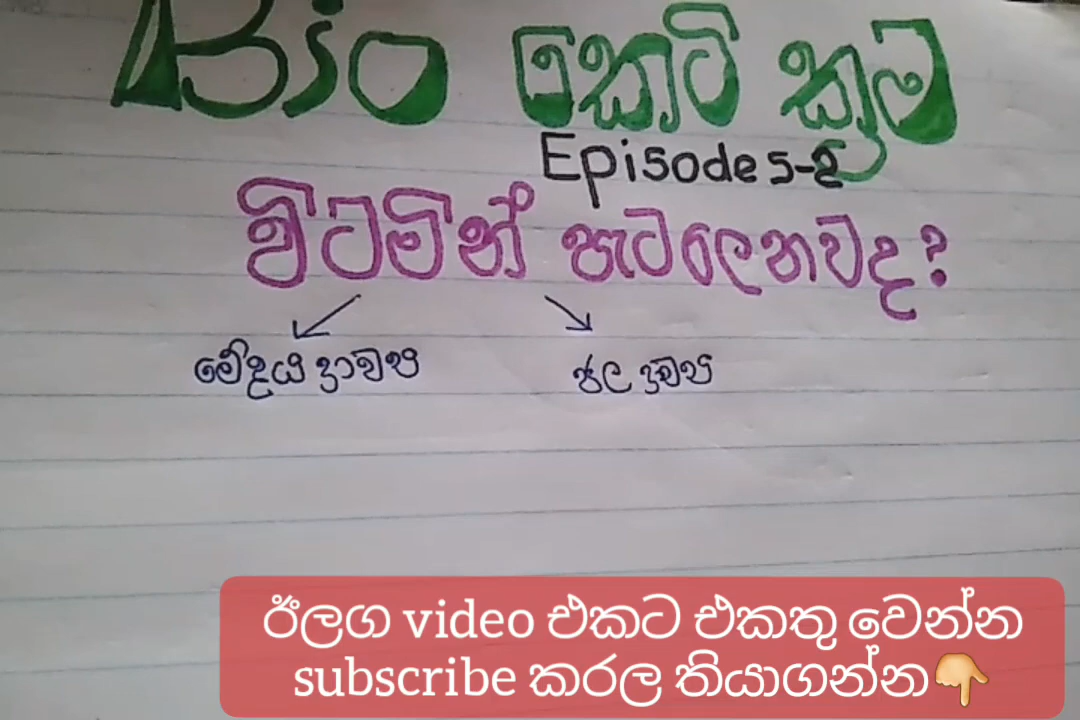 Bio කෙටි ක්‍රම
Episode 5-2
විටමින් පැටලෙනවද?
මේදය ද්‍රාව්‍ය ජල ද්‍රාව්‍ය
ඊලග video එකට එකතු වෙන්න
subscribe කරල තියාගන්න👇